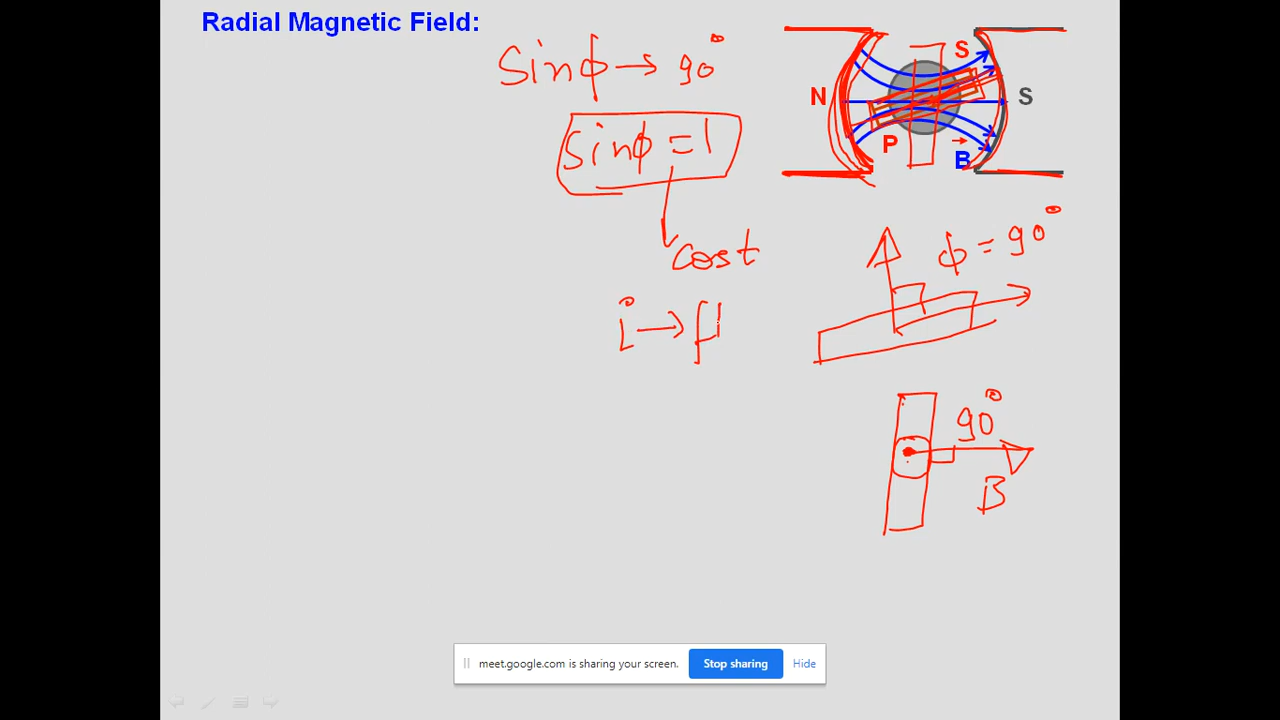 Radial Magnetic Field:
Sinϕ → 90°
Sinϕ = 1
cost
i →
S
N
S
P
B
ϕ = 90°
90°
B
meet.google.com is sharing your screen.
Stop sharing
Hide